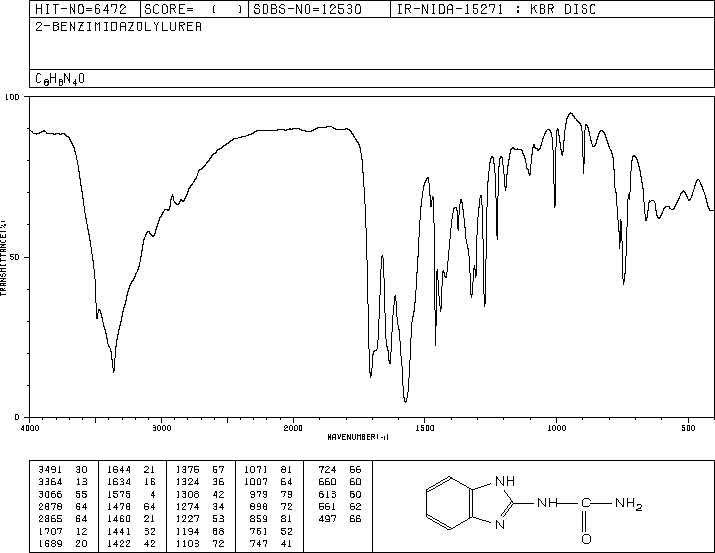 HIT-NO=6472 SCORE= ( ) SDBS-NO=12530 IR-NIDA-15271 : KBR DISC
2-BENZIMIDAZOLYLUREA
C8H8N4O
100
50
0
TRANSMITTANCE(%)
4000 3000 2000 1500 1000 500
WAVENUMBER(-1)
3491 30 1644 21 1376 67 1071 81 724 66
3364 13 1634 16 1324 36 1007 64 660 60
3066 55 1575 4 1308 42 979 79 613 60
2878 64 1478 64 1274 34 898 72 561 62
2865 64 1460 21 1227 53 859 81 497 66
1707 12 1441 32 1194 68 761 52
1689 20 1422 42 1103 72 747 41
NH
N
NH C NH2
O